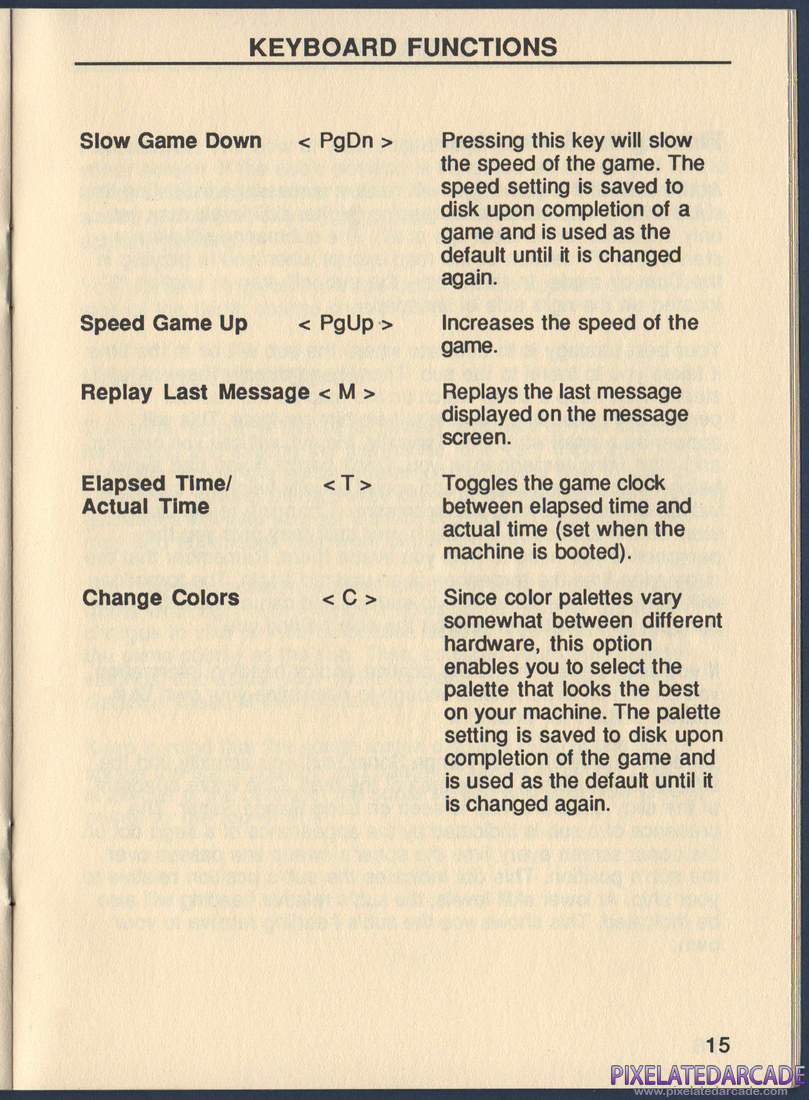 KEYBOARD FUNCTIONS
Slow Game Down < PgDn > Pressing this key will slow
the speed of the game. The
speed setting is saved to
disk upon completion of a
game and is used as the
default until it is changed
again.
Speed Game Up < PgUp > Increases the speed of the
game.
Replay Last Message < M > Replays the last message
displayed on the message
screen.
Elapsed Time/ < T > Toggles the game clock
Actual Time between elapsed time and
actual time (set when the
machine is booted).
Change Colors < C > Since color palettes vary
somewhat between different
hardware, this option
enables you to select the
palette that looks the best
on your machine. The palette
setting is saved to disk upon
completion of the game and
is used as the default until it
is changed again.
15
PIXELATEDARCADE
www.pixelatedarcade.com